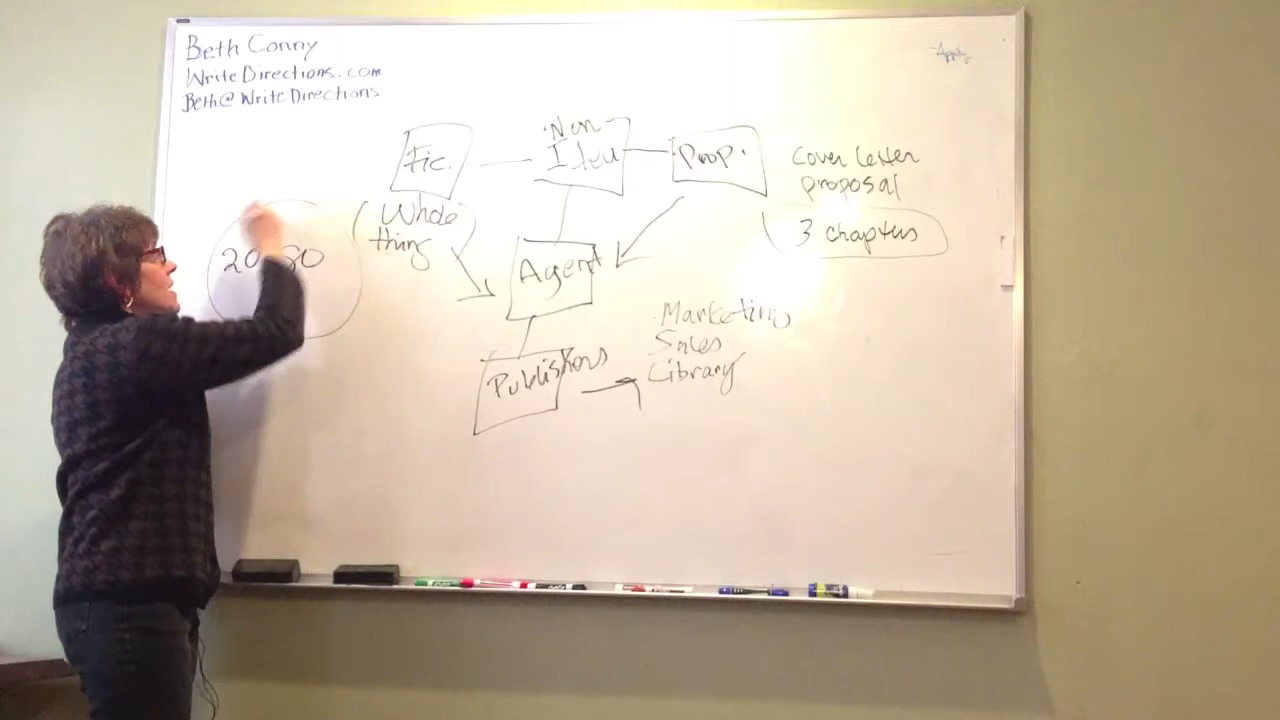 Beth Conny
WriteDirections.com
Beth@WriteDirections
Fic.
Non
Idea
Prop.
Cover Letter
proposal
3 chapters
Whole
thing
20
80
Agent
Marketing
Sales
Library
Publishers